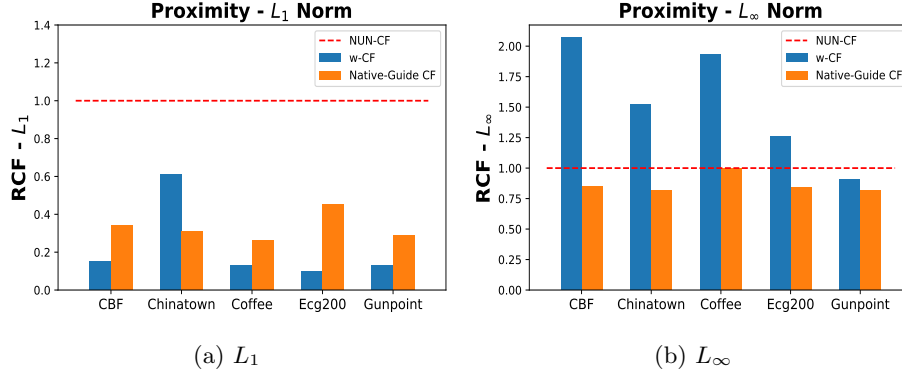 Proximity - L₁ Norm
RCF - L₁
1.4
1.2
1.0
0.8
0.6
0.4
0.2
0.0
NUN-CF
w-CF
Native-Guide CF
CBF Chinatown Coffee Ecg200 Gunpoint
(a) L₁
Proximity - L∞ Norm
RCF - L∞
2.00
1.75
1.50
1.25
1.00
0.75
0.50
0.25
0.00
NUN-CF
w-CF
Native-Guide CF
CBF Chinatown Coffee Ecg200 Gunpoint
(b) L∞